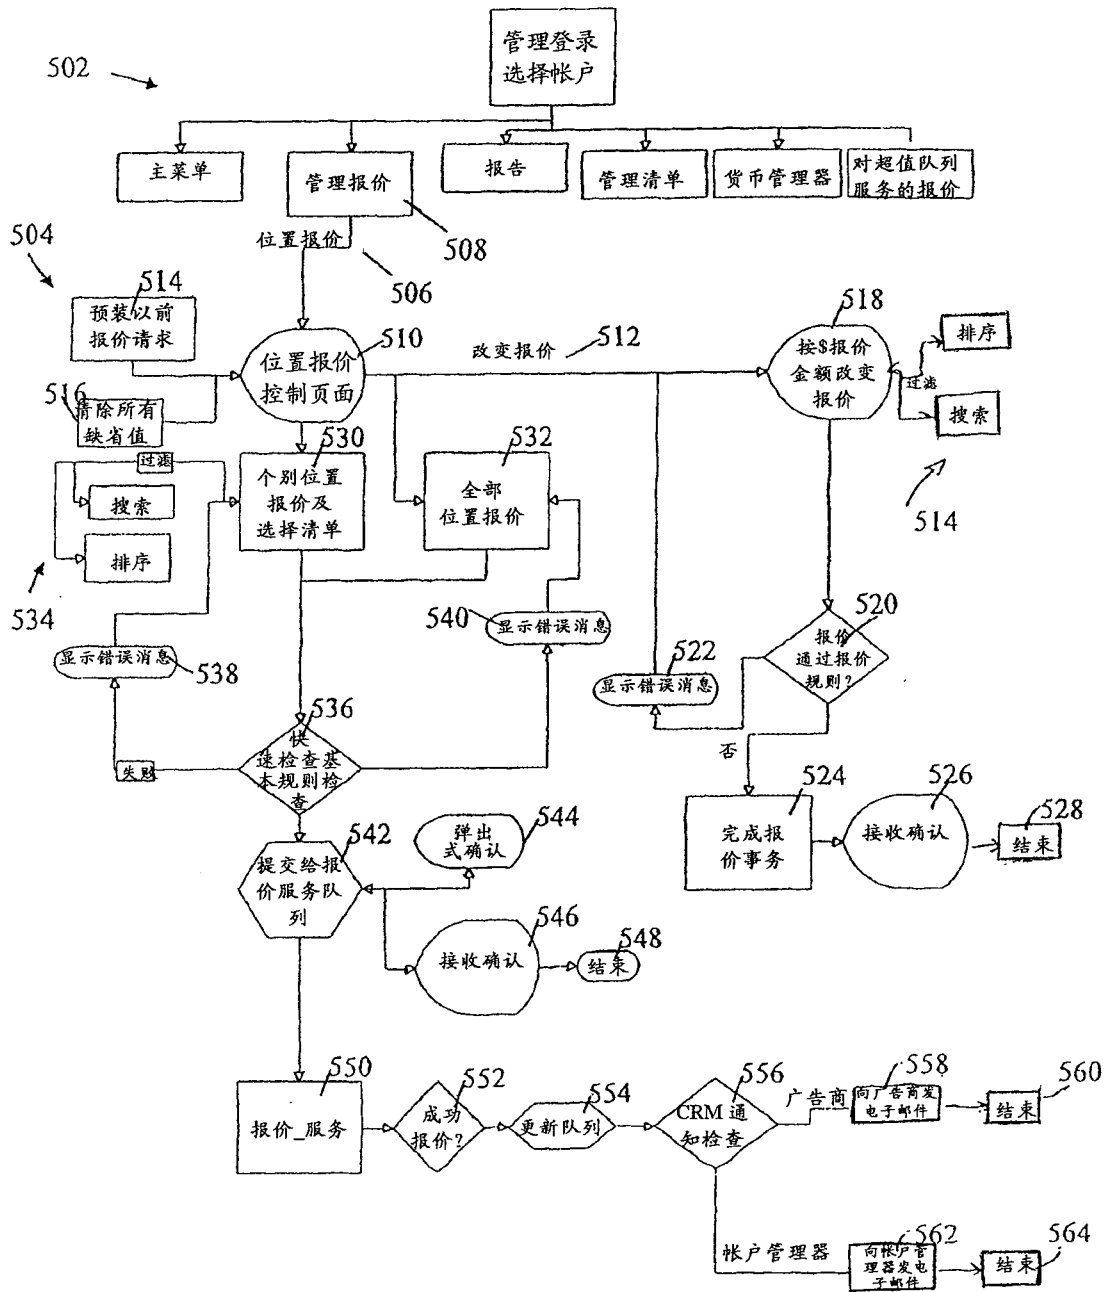 管理登录
选择帐户
502
主菜单
管理报价
报告
管理清单
货币管理器
对超值队列
服务的报价
508
504
位置报价
506
514
预装以前
报价请求
510
位置报价
控制页面
改变报价
512
518
按$报价
金额改变
报价
排序
过滤
搜索
514
516
清除所有
缺省值
530
个别位置
报价及
选择清单
532
全部
位置报价
过滤
搜索
排序
534
显示错误消息
538
540
显示错误消息
522
显示错误消息
520
报价
通过报价
规则?
否
536
快
速检查基
本规则检
查
失败
524
完成报
价事务
526
接收确认
528
结束
542
提交给报
价服务队
列
544
弹出
式确认
546
接收确认
548
结束
550
报价_服务
552
成功
报价?
554
更新队列
556
CRM 通
知检查
广告商
558
向广告商发
电子邮件
560
结束
帐户管理器
562
向帐户管
理器发电
子邮件
564
结束